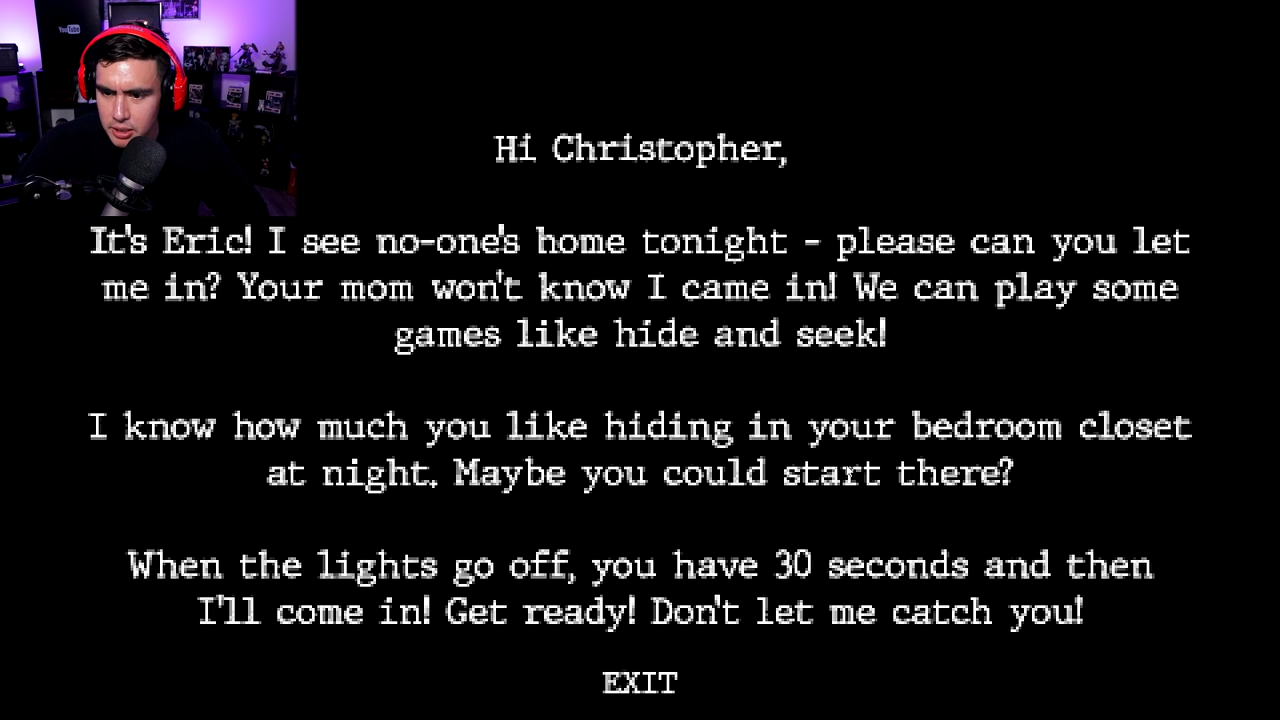 YouTube
Hi Christopher,
It's Eric! I see no-one's home tonight - please can you let
me in? Your mom won't know I came in! We can play some
games like hide and seek!
I know how much you like hiding in your bedroom closet
at night. Maybe you could start there?
When the lights go off, you have 30 seconds and then
I'll come in! Get ready! Don't let me catch you!
EXIT